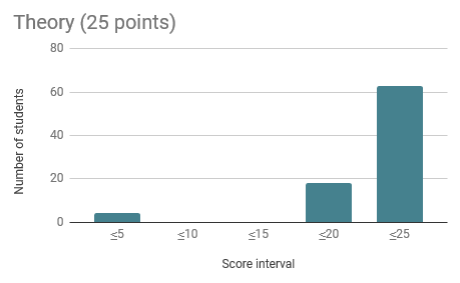 Theory (25 points)
80
60
40
20
0
Number of students
≤5 ≤10 ≤15 ≤20 ≤25
Score interval